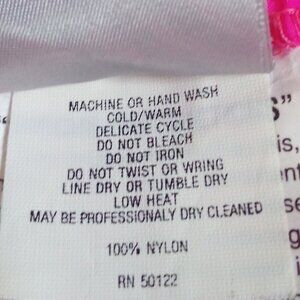 MACHINE OR HAND WASH
COLD/WARM
DELICATE CYCLE
DO NOT BLEACH
DO NOT IRON
DO NOT TWIST OR WRING
LINE DRY OR TUMBLE DRY
LOW HEAT
MAY BE PROFESSIONALY DRY CLEANED
100% NYLON
RN 50122